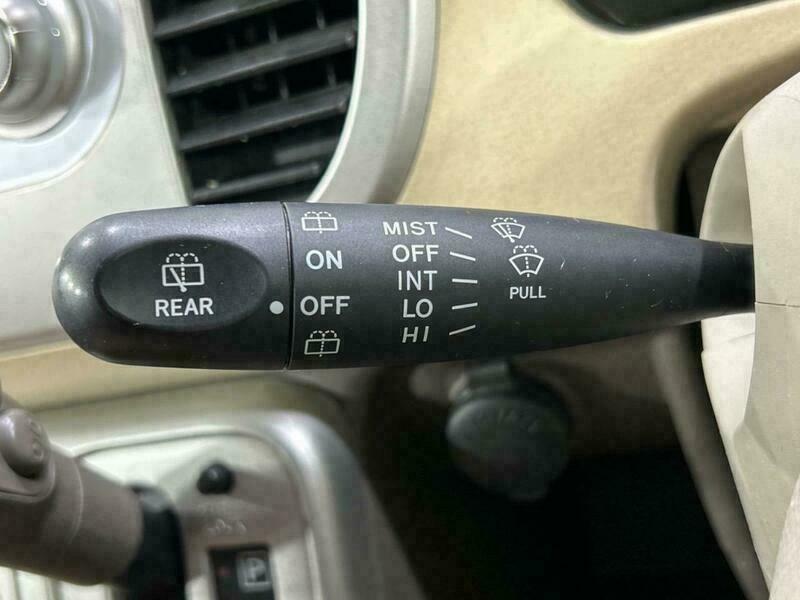 REAR
ON
OFF
MIST
OFF
INT
LO
HI
PULL
P